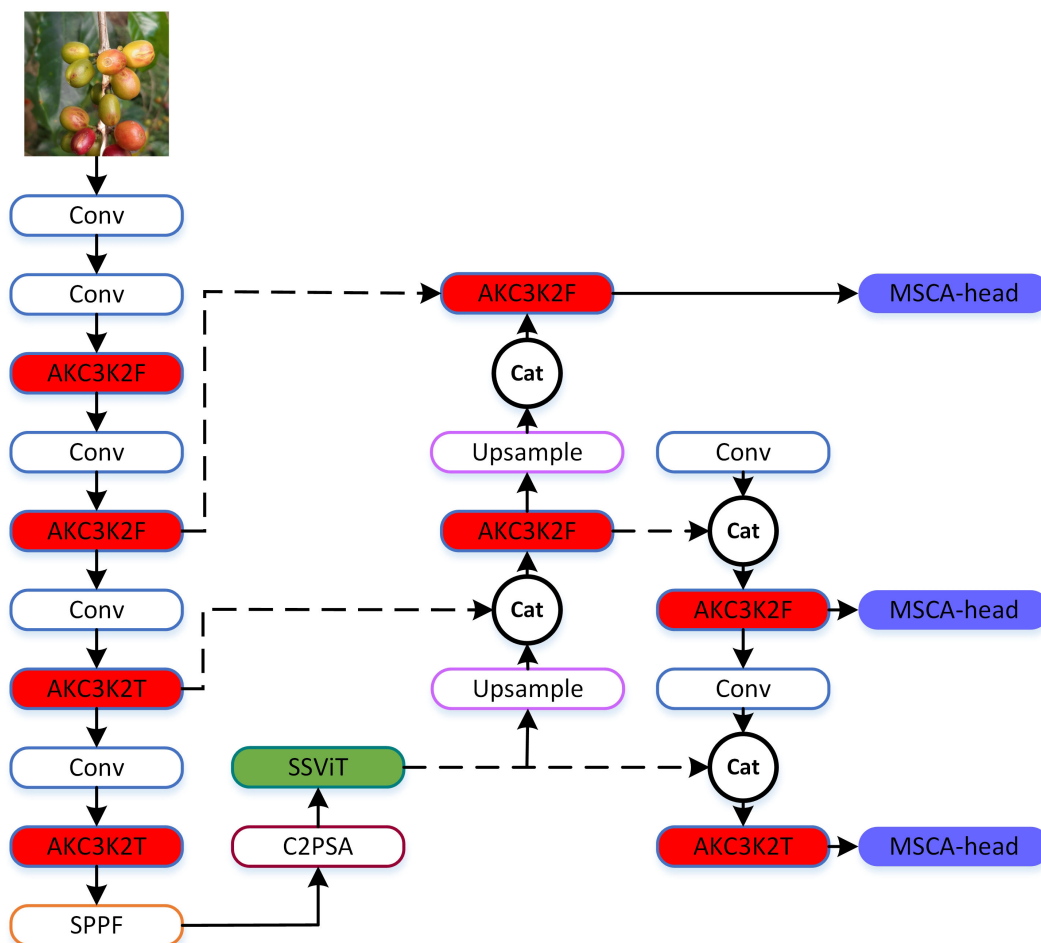 Conv
Conv
AKC3K2F
Conv
AKC3K2F
Conv
AKC3K2T
Conv
AKC3K2T
SPPF
C2PSA
SSViT
Upsample
Cat
AKC3K2F
Upsample
Cat
AKC3K2F
MSCA-head
Conv
Cat
AKC3K2F
MSCA-head
Conv
Cat
AKC3K2T
MSCA-head